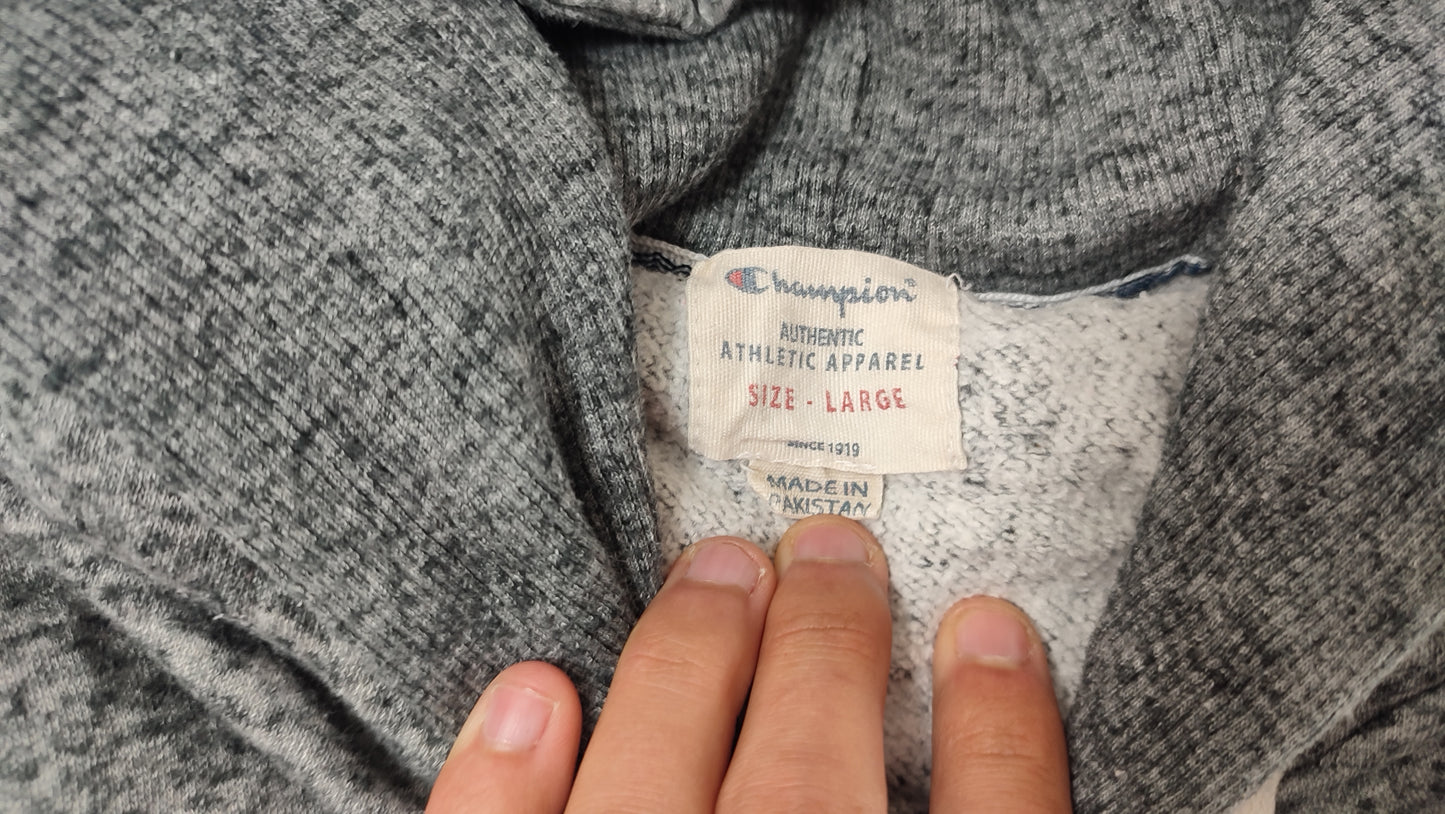 Champion
AUTHENTIC
ATHLETIC APPAREL
SIZE - LARGE
SINCE 1919
MADE IN
PAKISTAN